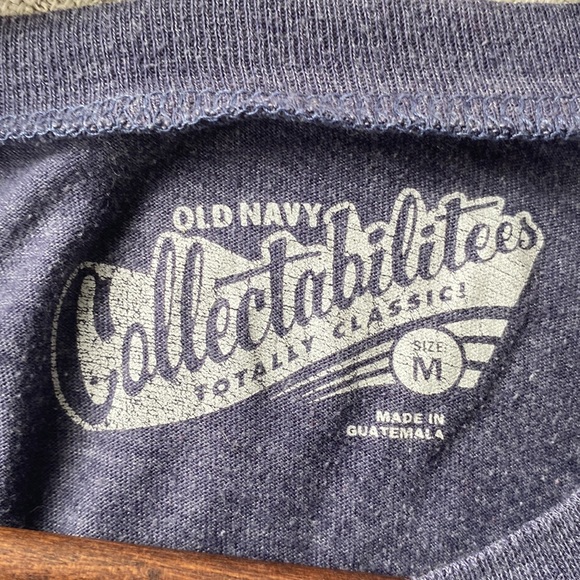 OLD NAVY
Collectabilitees
TOTALLY CLASSIC!
SIZE
M
MADE IN
GUATEMALA